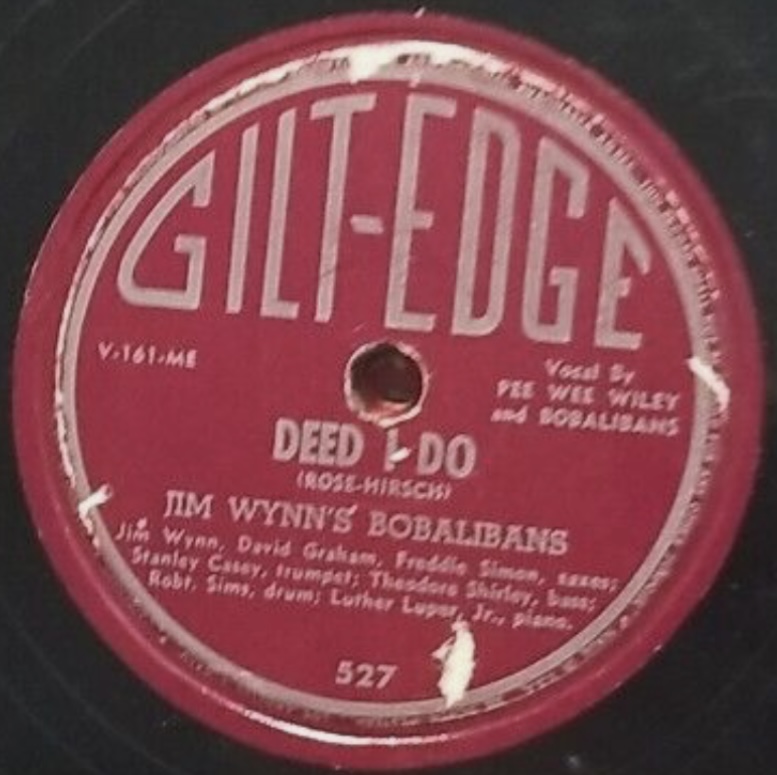 GILT-EDGE
V-161-ME
Vocal By
PEE WEE WILEY
and BOBALIBANS
DEED I DO
(ROSE-HIRSCH)
JIM WYNN'S BOBALIBANS
Jim Wynn, David Graham, Freddie Simon, saxes;
Stanley Casey, trumpet; Theodore Shirley, bass;
Robt. Sims, drum; Luther Luper, Jr., piano.
527